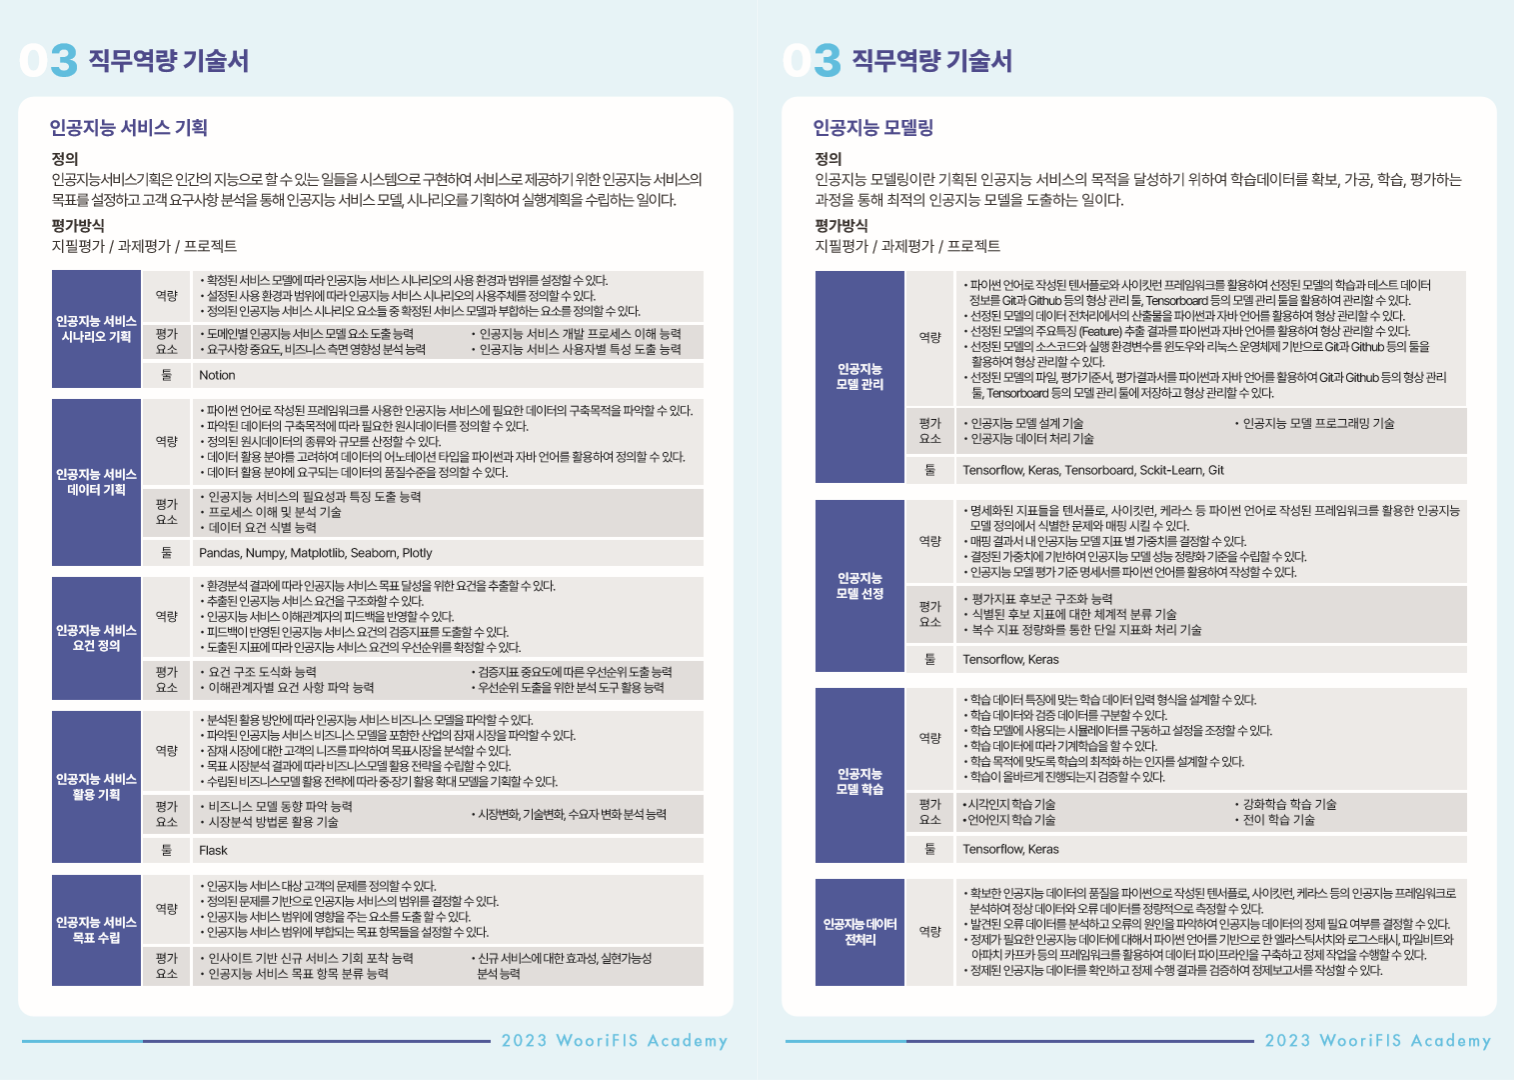 03 직무역량 기술서
인공지능 서비스 기획
정의
인공지능서비스기획은 인간의 지능으로 할 수 있는 일들을 시스템으로 구현하여 서비스로 제공하기 위한 인공지능 서비스의
목표를 설정하고 고객 요구사항 분석을 통해 인공지능 서비스 모델, 시나리오를 기획하여 실행계획을 수립하는 일이다.
평가방식
지필평가 / 과제평가 / 프로젝트
인공지능 서비스
시나리오 기획
역량
• 확정된 서비스 모델에 따라 인공지능 서비스 시나리오의 사용 환경과 범위를 설정할 수 있다.
• 설정된 사용 환경과 범위에 따라 인공지능 서비스 시나리오의 사용주체를 정의할 수 있다.
• 정의된 인공지능 서비스 시나리오 요소들 중 확정된 서비스 모델과 부합하는 요소를 정의할 수 있다.
평가
요소
• 도메인별 인공지능 서비스 모델 요소 도출 능력
• 요구사항 중요도, 비즈니스 측면 영향성 분석 능력
• 인공지능 서비스 개발 프로세스 이해 능력
• 인공지능 서비스 사용자별 특성 도출 능력
툴
Notion
인공지능 서비스
데이터 기획
역량
• 파이썬 언어로 작성된 프레임워크를 사용한 인공지능 서비스에 필요한 데이터의 구축목적을 파악할 수 있다.
• 파악된 데이터의 구축목적에 따라 필요한 원시데이터를 정의할 수 있다.
• 정의된 원시데이터의 종류와 규모를 산정할 수 있다.
• 데이터 활용 분야를 고려하여 데이터의 어노테이션 타입을 파이썬과 자바 언어를 활용하여 정의할 수 있다.
• 데이터 활용 분야에 요구되는 데이터의 품질수준을 정의할 수 있다.
평가
요소
• 인공지능 서비스의 필요성과 특징 도출 능력
• 프로세스 이해 및 분석 기술
• 데이터 요건 식별 능력
툴
Pandas, Numpy, Matplotlib, Seaborn, Plotly
인공지능 서비스
요건 정의
역량
• 환경분석 결과에 따라 인공지능 서비스 목표 달성을 위한 요건을 추출할 수 있다.
• 추출된 인공지능 서비스 요건을 구조화할 수 있다.
• 인공지능 서비스 이해관계자의 피드백을 반영할 수 있다.
• 피드백이 반영된 인공지능 서비스 요건의 검증지표를 도출할 수 있다.
• 도출된 지표에 따라 인공지능 서비스 요건의 우선순위를 확정할 수 있다.
평가
요소
• 요건 구조 도식화 능력
• 이해관계자별 요건 사항 파악 능력
• 검증지표 중요도에 따른 우선순위 도출 능력
• 우선순위 도출을 위한 분석 도구 활용 능력
인공지능 서비스
활용 기획
역량
• 분석된 활용 방안에 따라 인공지능 서비스 비즈니스 모델을 파악할 수 있다.
• 파악된 인공지능 서비스 비즈니스 모델을 포함한 산업의 잠재 시장을 파악할 수 있다.
• 잠재 시장에 대한 고객의 니즈를 파악하여 목표시장을 분석할 수 있다.
• 목표 시장분석 결과에 따라 비즈니스모델 활용 전략을 수립할 수 있다.
• 수립된 비즈니스모델 활용 전략에 따라 중·장기 활용 확대 모델을 기획할 수 있다.
평가
요소
• 비즈니스 모델 동향 파악 능력
• 시장분석 방법론 활용 기술
• 시장변화, 기술변화, 수요자 변화 분석 능력
툴
Flask
인공지능 서비스
목표 수립
역량
• 인공지능 서비스 대상 고객의 문제를 정의할 수 있다.
• 정의된 문제를 기반으로 인공지능 서비스의 범위를 결정할 수 있다.
• 인공지능 서비스 범위에 영향을 주는 요소를 도출 할 수 있다.
• 인공지능 서비스 범위에 부합되는 목표 항목들을 설정할 수 있다.
평가
요소
• 인사이트 기반 신규 서비스 기회 포착 능력
• 인공지능 서비스 목표 항목 분류 능력
• 신규 서비스에 대한 효과성, 실현가능성
분석 능력
2023 WooriFIS Academy
03 직무역량 기술서
인공지능 모델링
정의
인공지능 모델링이란 기획된 인공지능 서비스의 목적을 달성하기 위하여 학습데이터를 확보, 가공, 학습, 평가하는
과정을 통해 최적의 인공지능 모델을 도출하는 일이다.
평가방식
지필평가 / 과제평가 / 프로젝트
인공지능
모델 관리
역량
• 파이썬 언어로 작성된 텐서플로와 사이킷런 프레임워크를 활용하여 선정된 모델의 학습과 테스트 데이터
정보를 Git과 Github 등의 형상 관리 툴, Tensorboard 등의 모델 관리 툴을 활용하여 관리할 수 있다.
• 선정된 모델의 데이터 전처리에서의 산출물을 파이썬과 자바 언어를 활용하여 형상 관리할 수 있다.
• 선정된 모델의 주요특징 (Feature) 추출 결과를 파이썬과 자바 언어를 활용하여 형상 관리할 수 있다.
• 선정된 모델의 소스코드와 실행 환경변수를 윈도우와 리눅스 운영체제 기반으로 Git과 Github 등의 툴을
활용하여 형상 관리할 수 있다.
• 선정된 모델의 파일, 평가기준서, 평가결과서를 파이썬과 자바 언어를 활용하여 Git과 Github 등의 형상 관리
툴, Tensorboard 등의 모델 관리 툴에 저장하고 형상 관리할 수 있다.
평가
요소
• 인공지능 모델 설계 기술
• 인공지능 데이터 처리 기술
• 인공지능 모델 프로그래밍 기술
툴
Tensorflow, Keras, Tensorboard, Sckit-Learn, Git
인공지능
모델 선정
역량
• 명세화된 지표들을 텐서플로, 사이킷런, 케라스 등 파이썬 언어로 작성된 프레임워크를 활용한 인공지능
모델 정의에서 식별한 문제와 매핑 시킬 수 있다.
• 매핑 결과서 내 인공지능 모델 지표 별 가중치를 결정할 수 있다.
• 결정된 가중치에 기반하여 인공지능 모델 성능 정량화 기준을 수립할 수 있다.
• 인공지능 모델 평가 기준 명세서를 파이썬 언어를 활용하여 작성할 수 있다.
평가
요소
• 평가지표 후보군 구조화 능력
• 식별된 후보 지표에 대한 체계적 분류 기술
• 복수 지표 정량화를 통한 단일 지표화 처리 기술
툴
Tensorflow, Keras
인공지능
모델 학습
역량
• 학습 데이터 특징에 맞는 학습 데이터 입력 형식을 설계할 수 있다.
• 학습 데이터와 검증 데이터를 구분할 수 있다.
• 학습 모델에 사용되는 시뮬레이터를 구동하고 설정을 조정할 수 있다.
• 학습 데이터에 따라 기계학습을 할 수 있다.
• 학습 목적에 맞도록 학습의 최적화 하는 인자를 설계할 수 있다.
• 학습이 올바르게 진행되는지 검증할 수 있다.
평가
요소
•시각인지 학습 기술
•언어인지 학습 기술
• 강화학습 학습 기술
• 전이 학습 기술
툴
Tensorflow, Keras
인공지능 데이터
전처리
역량
• 확보한 인공지능 데이터의 품질을 파이썬으로 작성된 텐서플로, 사이킷런, 케라스 등의 인공지능 프레임워크로
분석하여 정상 데이터와 오류 데이터를 정량적으로 측정할 수 있다.
• 발견된 오류 데이터를 분석하고 오류의 원인을 파악하여 인공지능 데이터의 정제 필요 여부를 결정할 수 있다.
• 정제가 필요한 인공지능 데이터에 대해서 파이썬 언어를 기반으로 한 엘라스틱서치와 로그스태시, 파일비트와
아파치 카프카 등의 프레임워크를 활용하여 데이터 파이프라인을 구축하고 정제 작업을 수행할 수 있다.
• 정제된 인공지능 데이터를 확인하고 정제 수행 결과를 검증하여 정제보고서를 작성할 수 있다.
2023 WooriFIS Academy